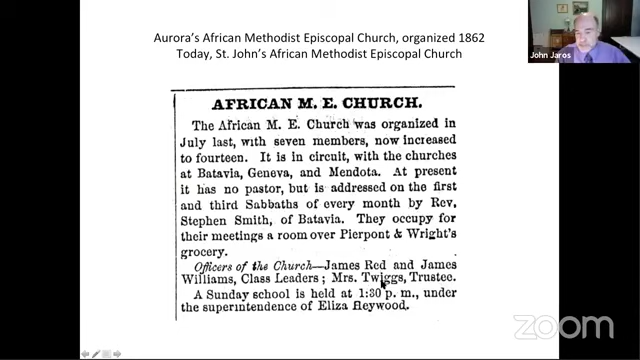 Aurora's African Methodist Episcopal Church, organized 1862
Today, St. John's African Methodist Episcopal Church
John Jaros
AFRICAN M. E. CHURCH.
The African M. E. Church was organized in
July last, with seven members, now increased
to fourteen. It is in circuit, with the churches
at Batavia, Geneva, and Mendota. At present
it has no pastor, but is addressed on the first
and third Sabbaths of every month by Rev.
Stephen Smith, of Batavia. They occupy for
their meetings a room over Pierpont & Wright's
grocery.
Officers of the Church—James Red and James
Williams, Class Leaders; Mrs. Twiggs, Trustee.
A Sunday school is held at 1:30 p. m., under
the superintendence of Eliza Heywood.
zoom